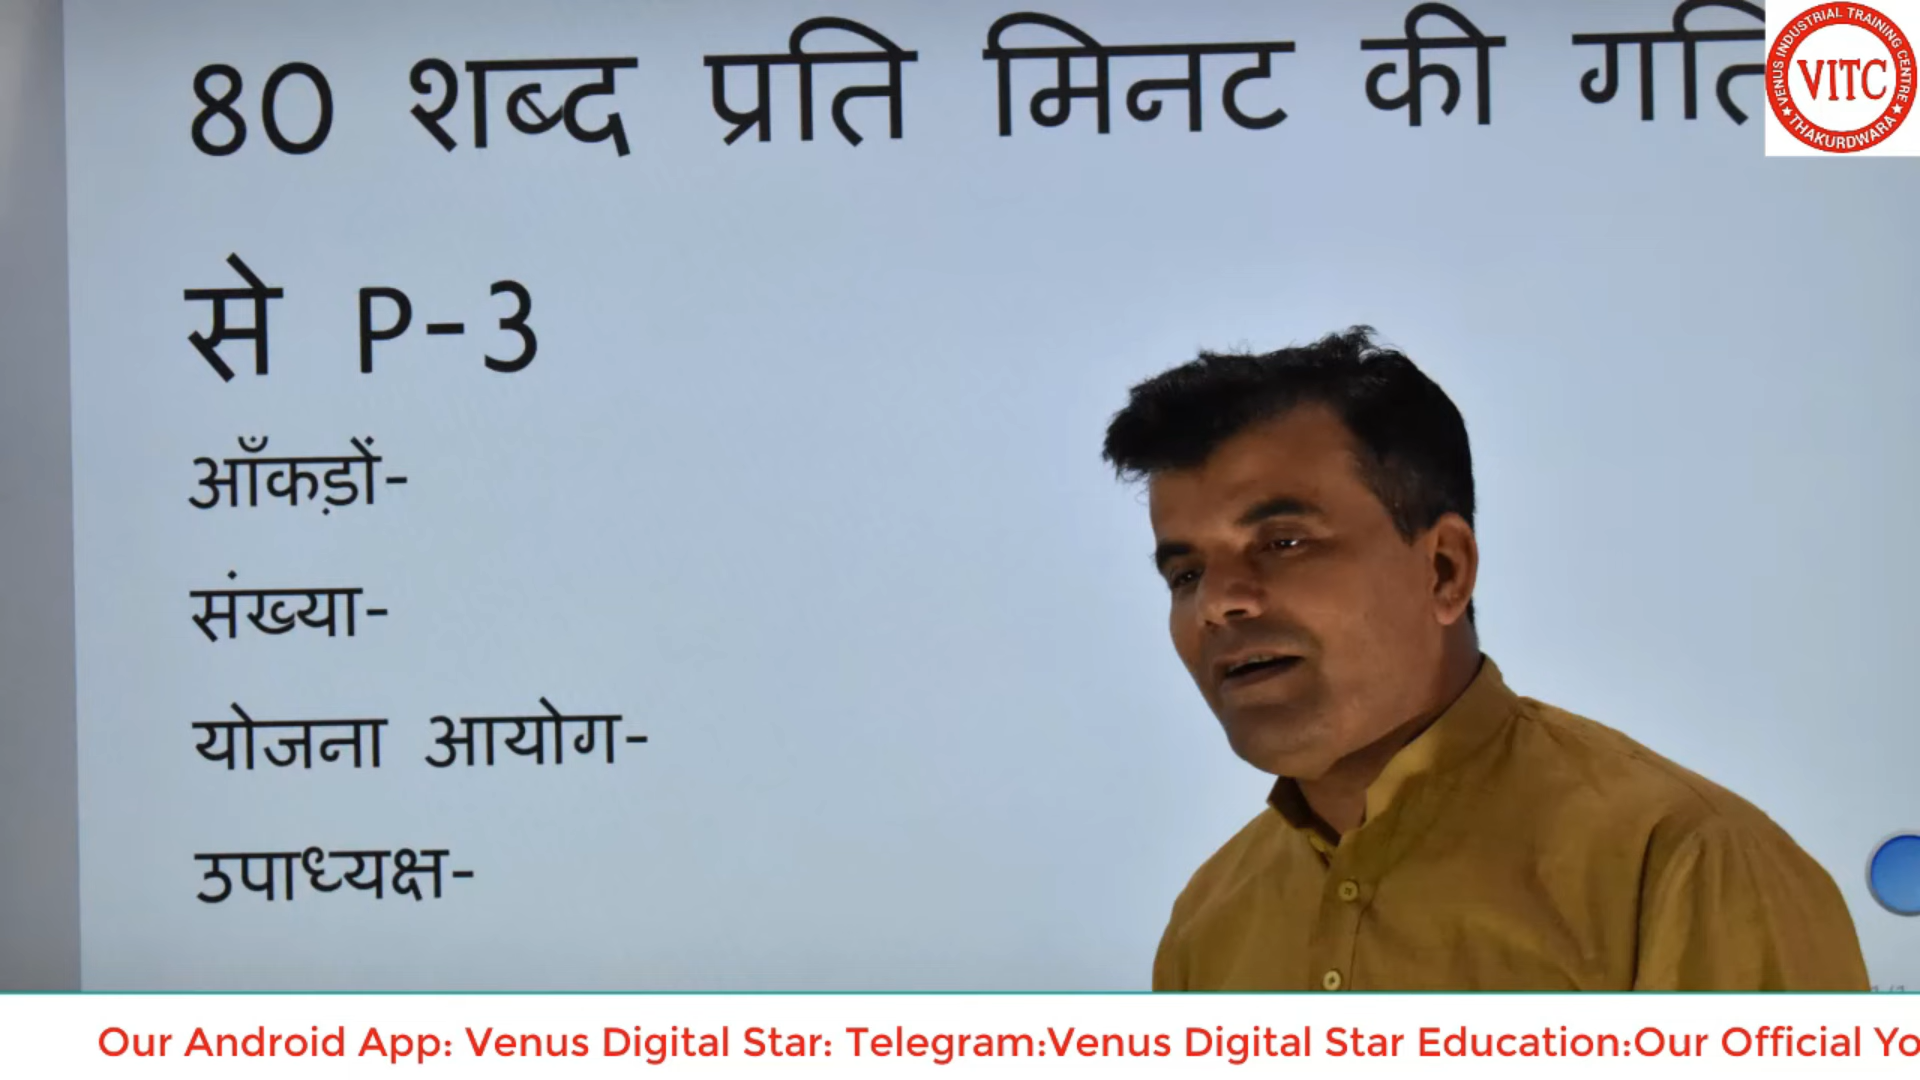 80 शब्द प्रति मिनट की गति
से P-3
आँकड़ों-
संख्या-
योजना आयोग-
उपाध्यक्ष-
VENUS INDUSTRIAL TRAINING CENTRE
VITC
THAKURDWARA
Our Android App: Venus Digital Star: Telegram:Venus Digital Star Education:Our Official Yo